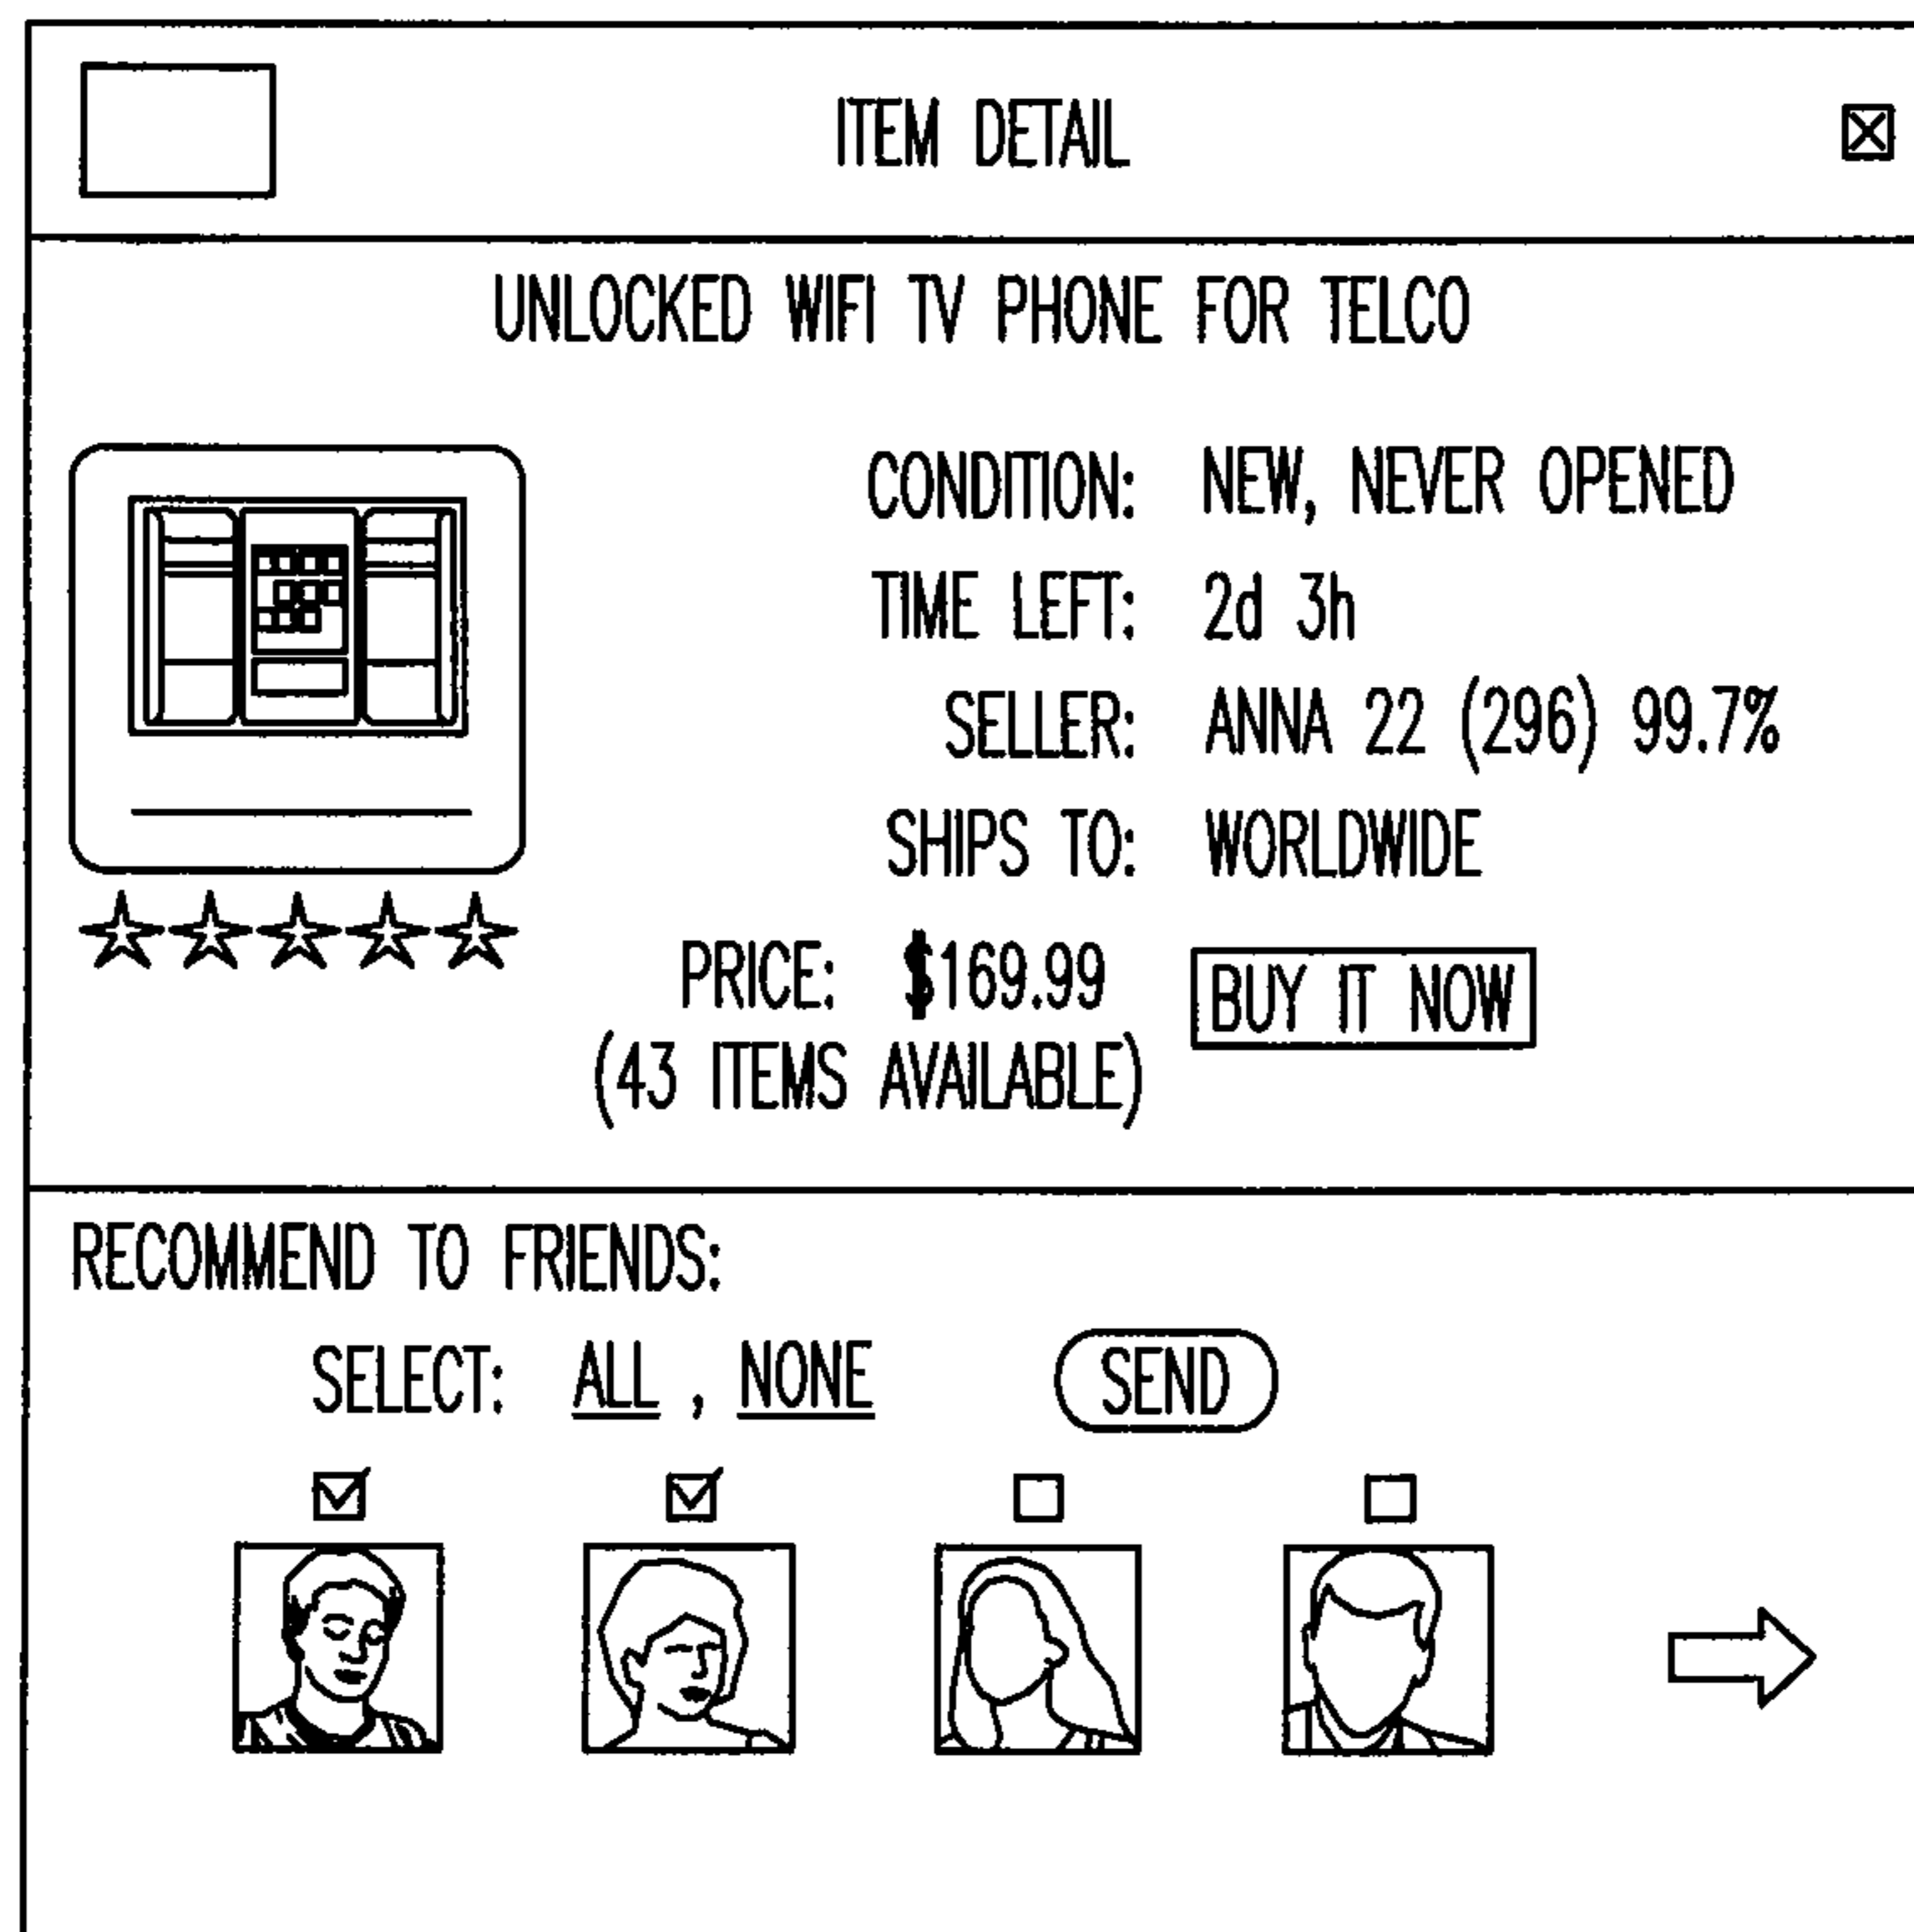 ITEM DETAIL
UNLOCKED WIFI TV PHONE FOR TELCO
CONDITION: NEW, NEVER OPENED
TIME LEFT: 2d 3h
SELLER: ANNA 22 (296) 99.7%
SHIPS TO: WORLDWIDE
PRICE: $169.99 BUY IT NOW
(43 ITEMS AVAILABLE)
RECOMMEND TO FRIENDS:
SELECT: ALL , NONE SEND